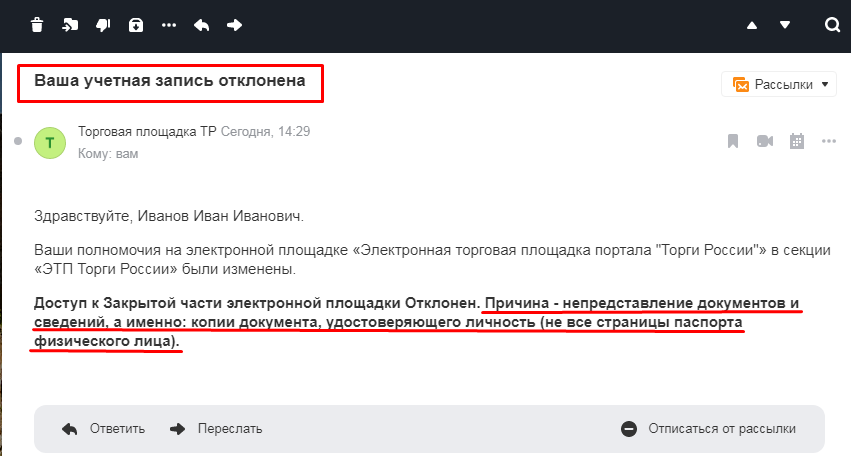 Ваша учетная запись отклонена
Рассылки
Т
Торговая площадка ТР Сегодня, 14:29
Кому: вам
Здравствуйте, Иванов Иван Иванович.
Ваши полномочия на электронной площадке «Электронная торговая площадка портала "Торги России"» в секции
«ЭТП Торги России» были изменены.
Доступ к Закрытой части электронной площадки Отклонен. Причина - непредставление документов и
сведений, а именно: копии документа, удостоверяющего личность (не все страницы паспорта
физического лица).
Ответить
Переслать
Отписаться от рассылки